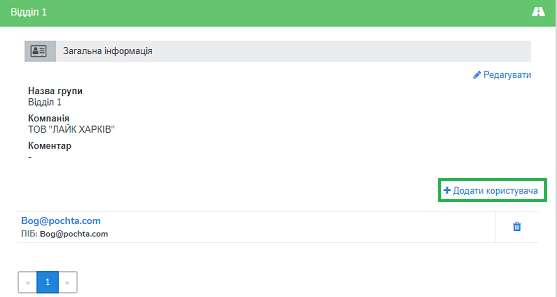 Відділ 1
Загальна інформація
Редагувати
Назва групи
Відділ 1
Компанія
ТОВ "ЛАЙК ХАРКІВ"
Коментар
-
+ Додати користувача
Bog@pochta.com
ПІБ: Bog@pochta.com
« 1 »